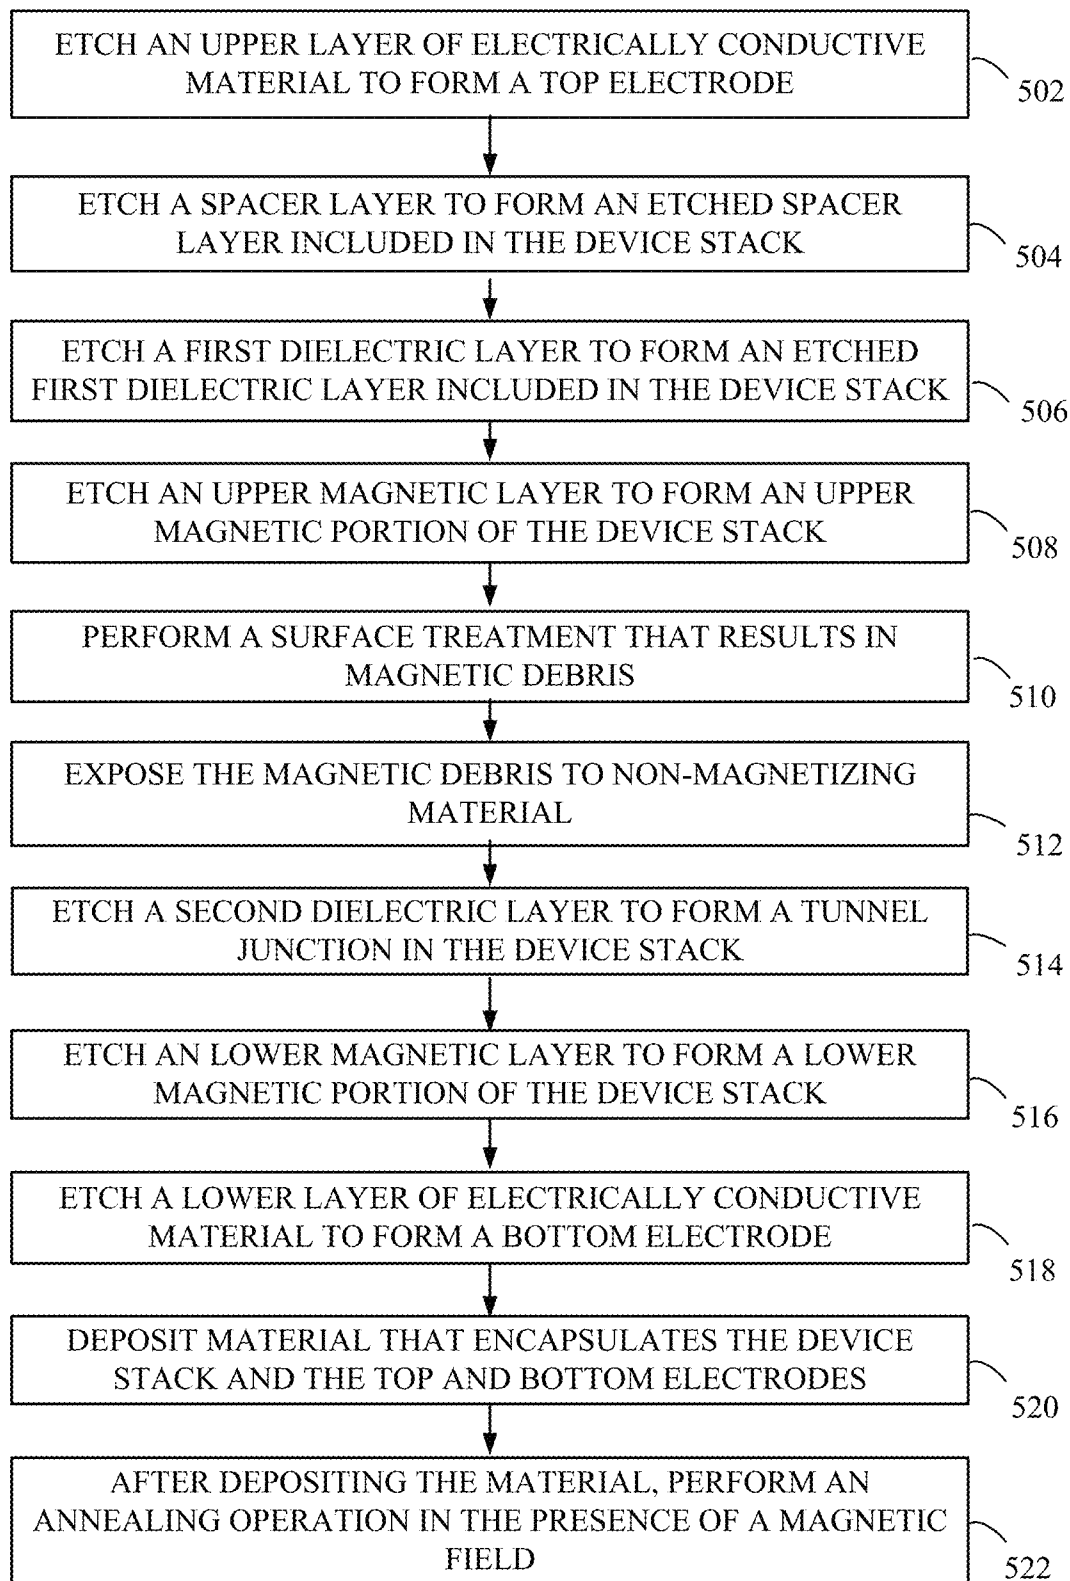 ETCH AN UPPER LAYER OF ELECTRICALLY CONDUCTIVE
MATERIAL TO FORM A TOP ELECTRODE
502
ETCH A SPACER LAYER TO FORM AN ETCHED SPACER
LAYER INCLUDED IN THE DEVICE STACK
504
ETCH A FIRST DIELECTRIC LAYER TO FORM AN ETCHED
FIRST DIELECTRIC LAYER INCLUDED IN THE DEVICE STACK
506
ETCH AN UPPER MAGNETIC LAYER TO FORM AN UPPER
MAGNETIC PORTION OF THE DEVICE STACK
508
PERFORM A SURFACE TREATMENT THAT RESULTS IN
MAGNETIC DEBRIS
510
EXPOSE THE MAGNETIC DEBRIS TO NON-MAGNETIZING
MATERIAL
512
ETCH A SECOND DIELECTRIC LAYER TO FORM A TUNNEL
JUNCTION IN THE DEVICE STACK
514
ETCH AN LOWER MAGNETIC LAYER TO FORM A LOWER
MAGNETIC PORTION OF THE DEVICE STACK
516
ETCH A LOWER LAYER OF ELECTRICALLY CONDUCTIVE
MATERIAL TO FORM A BOTTOM ELECTRODE
518
DEPOSIT MATERIAL THAT ENCAPSULATES THE DEVICE
STACK AND THE TOP AND BOTTOM ELECTRODES
520
AFTER DEPOSITING THE MATERIAL, PERFORM AN
ANNEALING OPERATION IN THE PRESENCE OF A MAGNETIC
FIELD
522